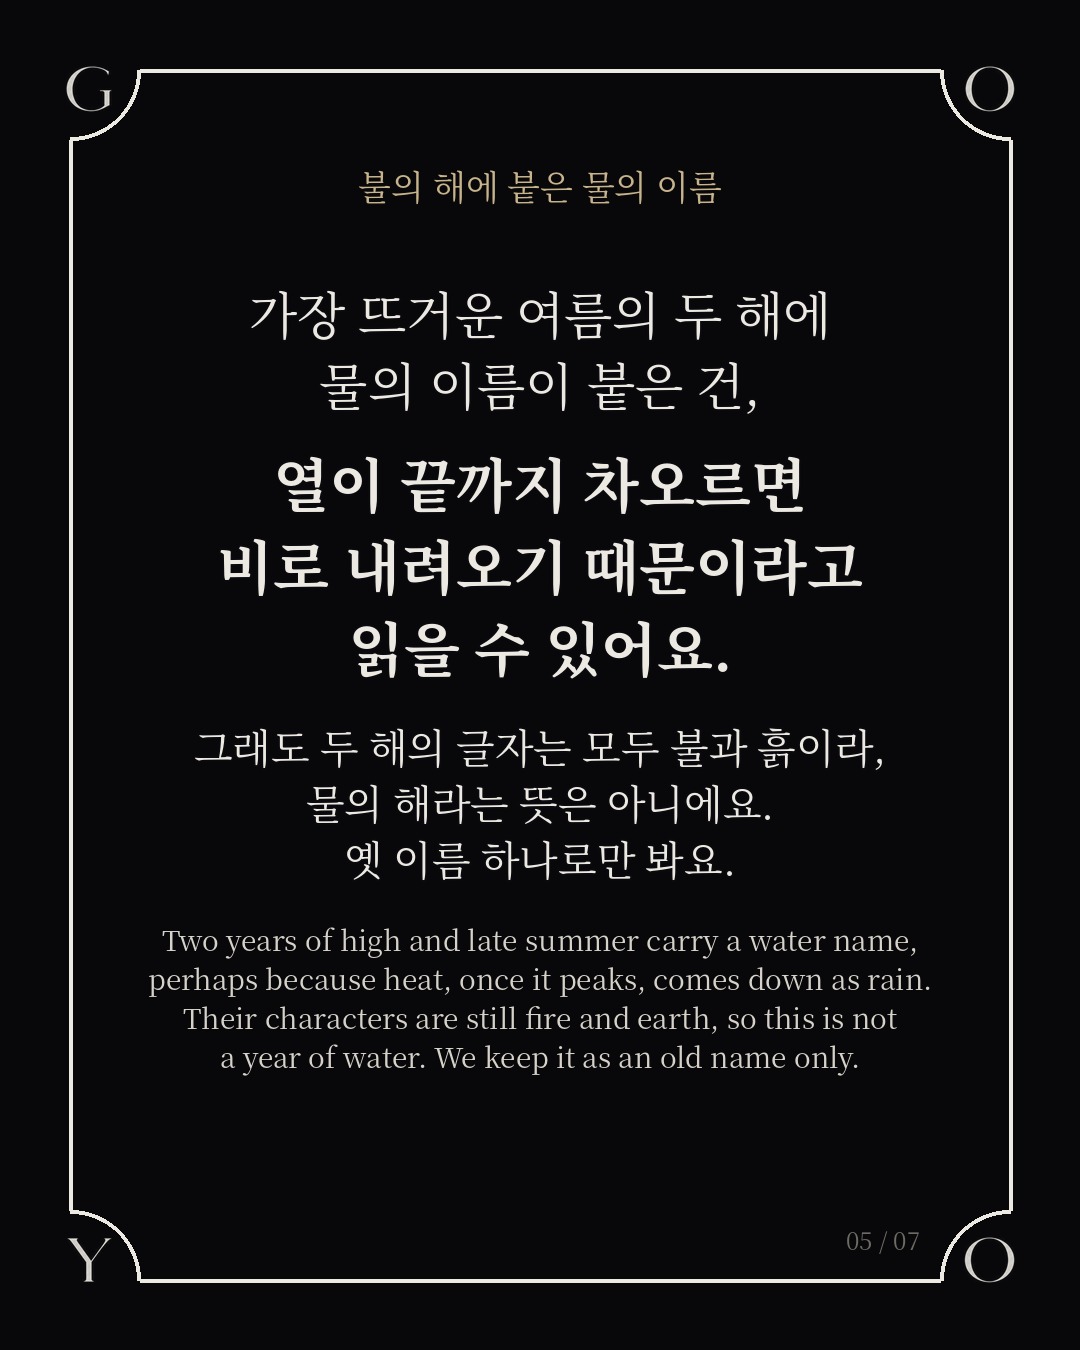 G O
불의 해에 붙은 물의 이름
가장 뜨거운 여름의 두 해에
물의 이름이 붙은 건,
열이 끝까지 차오르면
비로 내려오기 때문이라고
읽을 수 있어요.
그래도 두 해의 글자는 모두 불과 흙이라,
물의 해라는 뜻은 아니에요.
옛 이름 하나로만 봐요.
Two years of high and late summer carry a water name,
perhaps because heat, once it peaks, comes down as rain.
Their characters are still fire and earth, so this is not
a year of water. We keep it as an old name only.
05 / 07
Y O